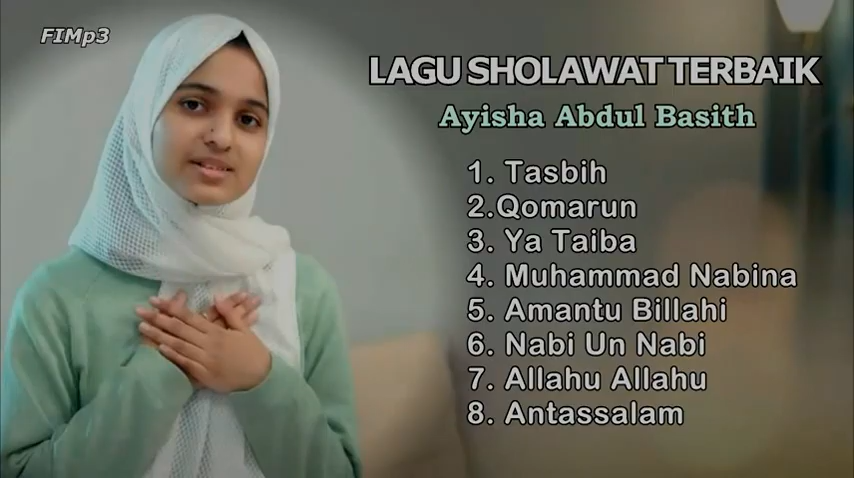 FIMp3
LAGU SHOLAWAT TERBAIK
Ayisha Abdul Basith
1. Tasbih
2.Qomarun
3. Ya Taiba
4. Muhammad Nabina
5. Amantu Billahi
6. Nabi Un Nabi
7. Allahu Allahu
8. Antassalam